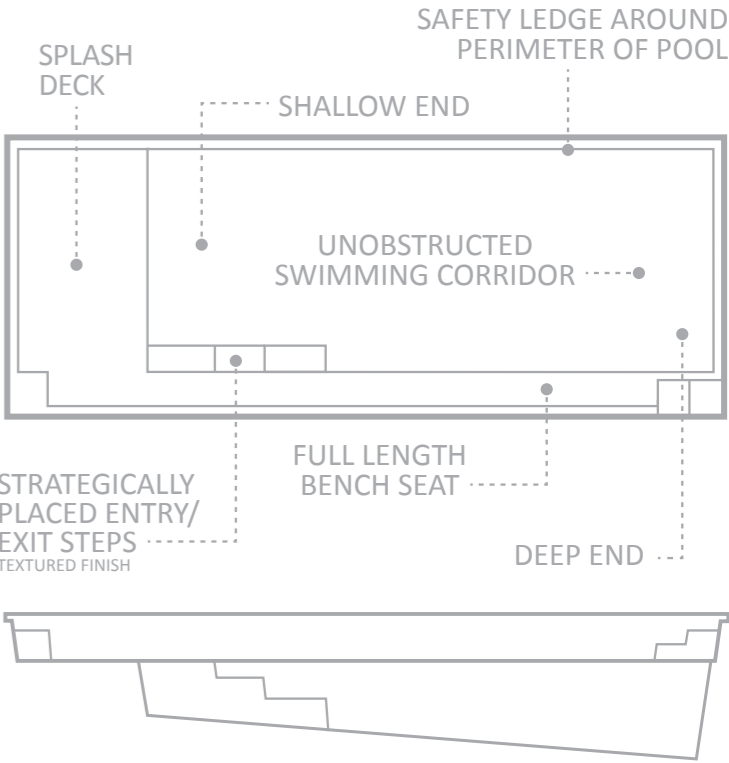 SAFETY LEDGE AROUND
PERIMETER OF POOL
SPLASH
DECK
SHALLOW END
UNOBSTRUCTED
SWIMMING CORRIDOR
FULL LENGTH
BENCH SEAT
STRATEGICALLY
PLACED ENTRY/
EXIT STEPS
TEXTURED FINISH
DEEP END